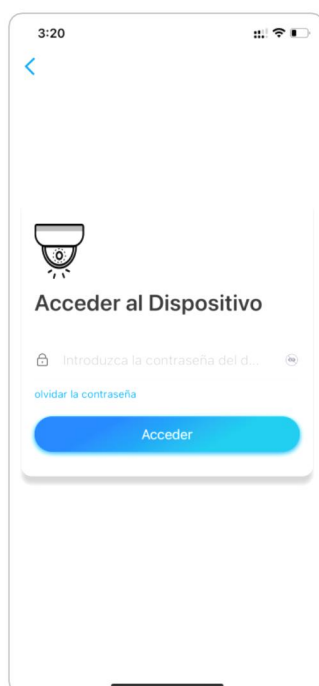 3:20
Acceder al Dispositivo
Introduzca la contraseña del d...
olvidar la contraseña
Acceder